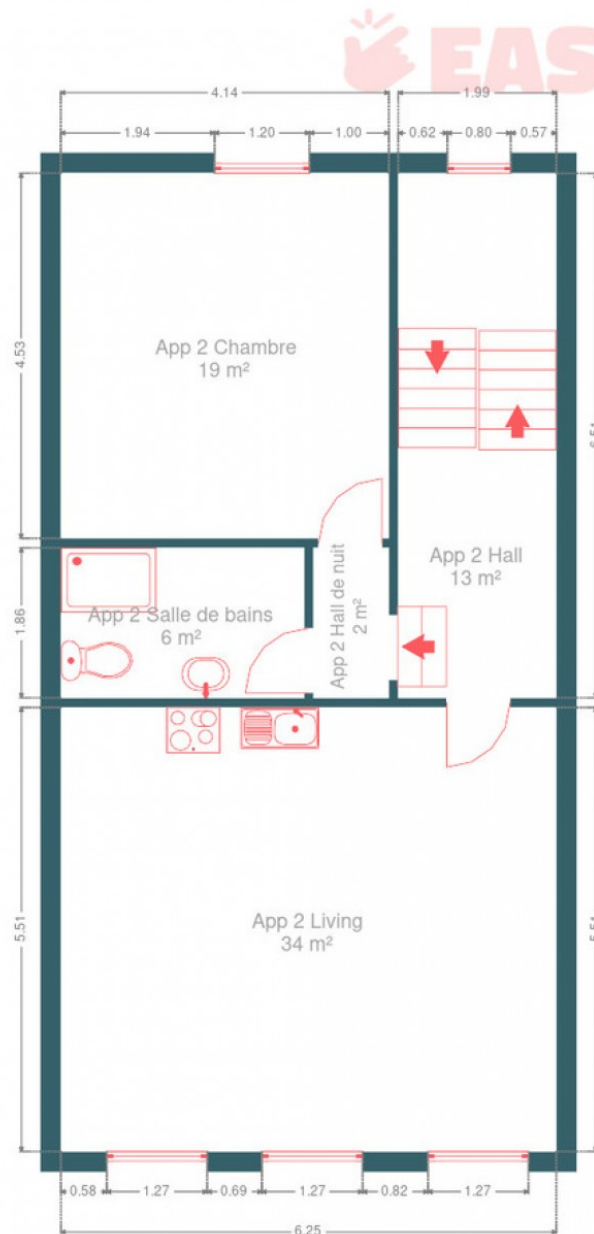 EAS
4.14
1.99
1.94
1.20
1.00
0.62
0.80
0.57
4.53
App 2 Chambre
19 m²
App 2 Hall
13 m²
App 2 Hall de nuit
2 m²
1.86
App 2 Salle de bains
6 m²
5.51
App 2 Living
34 m²
0.58
1.27
0.69
1.27
0.82
1.27
6.25